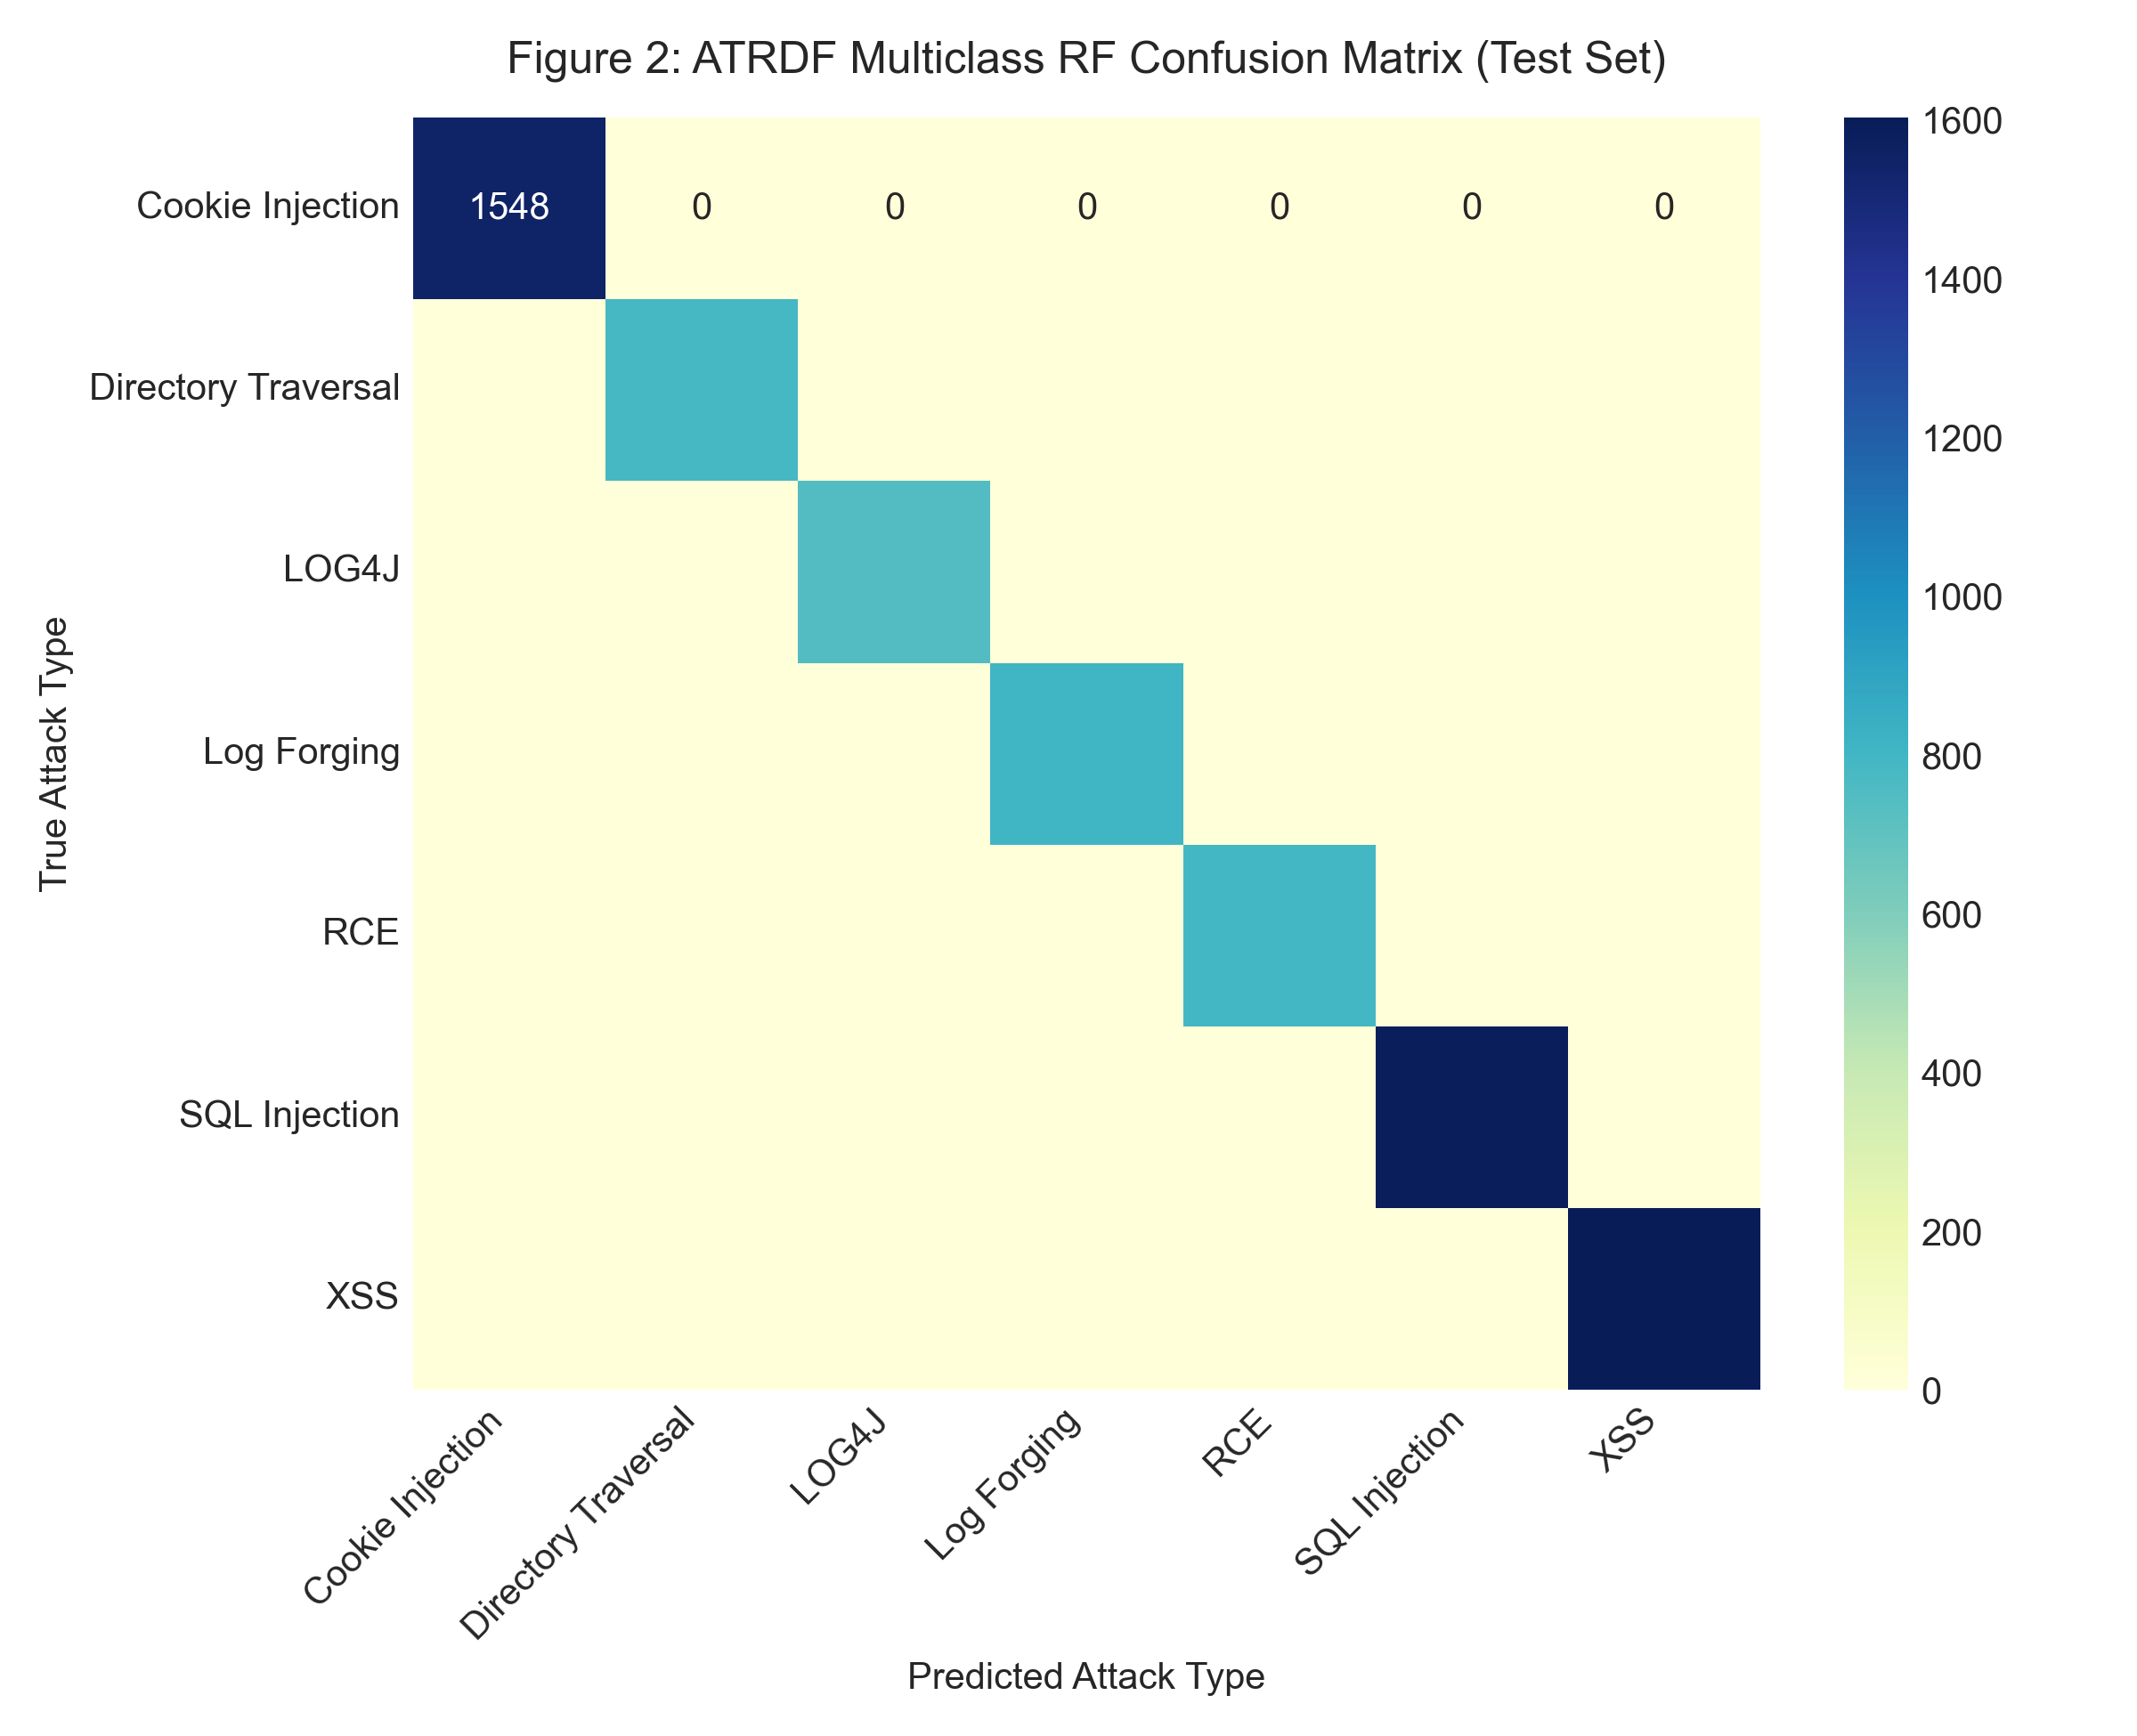 Figure 2: ATRDF Multiclass RF Confusion Matrix (Test Set)
True Attack Type
Cookie Injection 1548 0 0 0 0 0 0
Directory Traversal
LOG4J
Log Forging
RCE
SQL Injection
XSS
Cookie Injection
Directory Traversal
LOG4J
Log Forging
RCE
SQL Injection
XSS
Predicted Attack Type
1600
1400
1200
1000
800
600
400
200
0